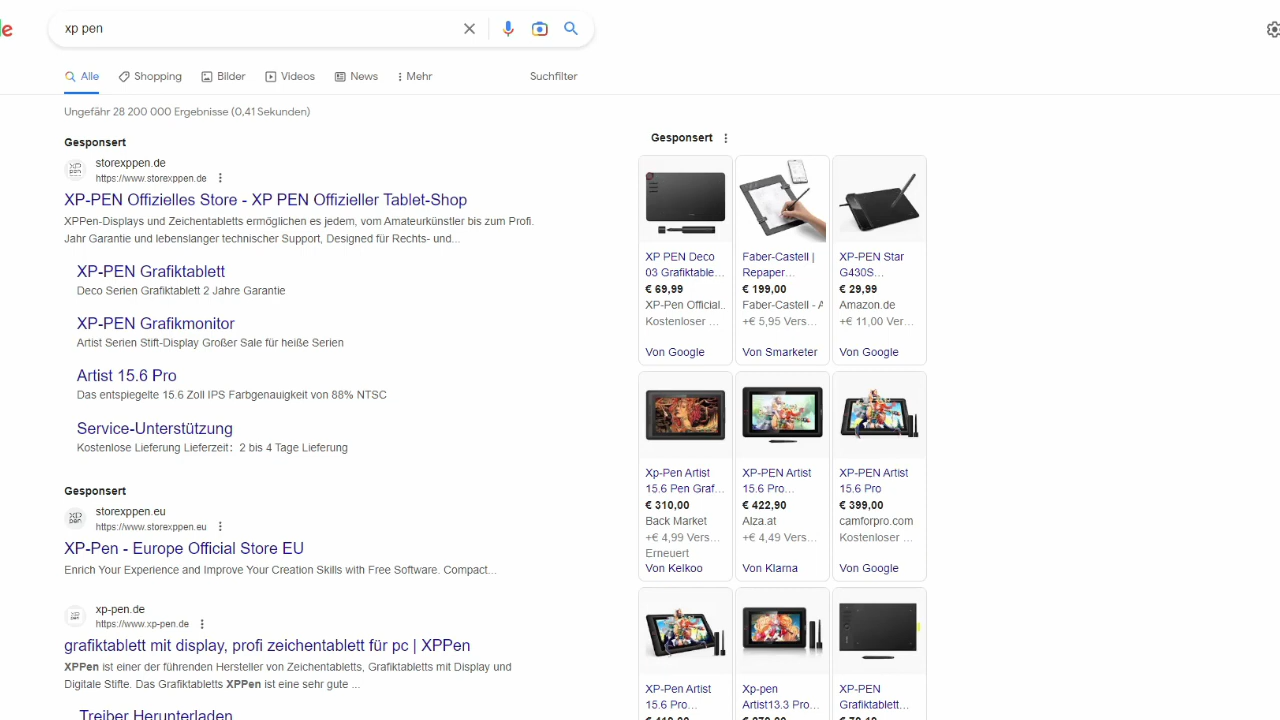 e
xp pen
Alle
Shopping
Bilder
Videos
News
Mehr
Suchfilter
Ungefähr 28 200 000 Ergebnisse (0,41 Sekunden)
Gesponsert
storexppen.de
https://www.storexppen.de
XP-PEN Offizielles Store - XP PEN Offizieller Tablet-Shop
XPPen-Displays und Zeichentabletts ermöglichen es jedem, vom Amateurkünstler bis zum Profi.
Jahr Garantie und lebenslanger technischer Support, Designed für Rechts- und...
XP-PEN Grafiktablett
Deco Serien Grafiktablett 2 Jahre Garantie
XP-PEN Grafikmonitor
Artist Serien Stift-Display Großer Sale für heiße Serien
Artist 15.6 Pro
Das entspiegelte 15.6 Zoll IPS Farbgenauigkeit von 88% NTSC
Service-Unterstützung
Kostenlose Lieferung Lieferzeit：2 bis 4 Tage Lieferung
Gesponsert
storexppen.eu
https://www.storexppen.eu
XP-Pen - Europe Official Store EU
Enrich Your Experience and Improve Your Creation Skills with Free Software. Compact...
xp-pen.de
https://www.xp-pen.de
grafiktablett mit display, profi zeichentablett für pc | XPPen
XPPen ist einer der führenden Hersteller von Zeichentabletts, Grafiktabletts mit Display und
Digitale Stifte. Das Grafiktabletts XPPen ist eine sehr gute ...
Treiber Herunterladen
Gesponsert
XP PEN Deco
03 Grafiktable...
€ 69,99
XP-Pen Official..
Kostenloser ...
Von Google
Faber-Castell |
Repaper...
€ 199,00
Faber-Castell - A
+€ 5,95 Vers...
Von Smarketer
XP-PEN Star
G430S...
€ 29,99
Amazon.de
+€ 11,00 Ver...
Von Google
Xp-Pen Artist
15.6 Pen Graf...
€ 310,00
Back Market
+€ 4,99 Vers...
Erneuert
Von Kelkoo
XP-PEN Artist
15.6 Pro...
€ 422,90
Alza.at
+€ 4,49 Vers...
Von Klarna
XP-PEN Artist
15.6 Pro
€ 399,00
camforpro.com
Kostenloser ...
Von Google
XP-Pen Artist
15.6 Pro...
Xp-pen
Artist13.3 Pro...
XP-PEN
Grafiktablett...